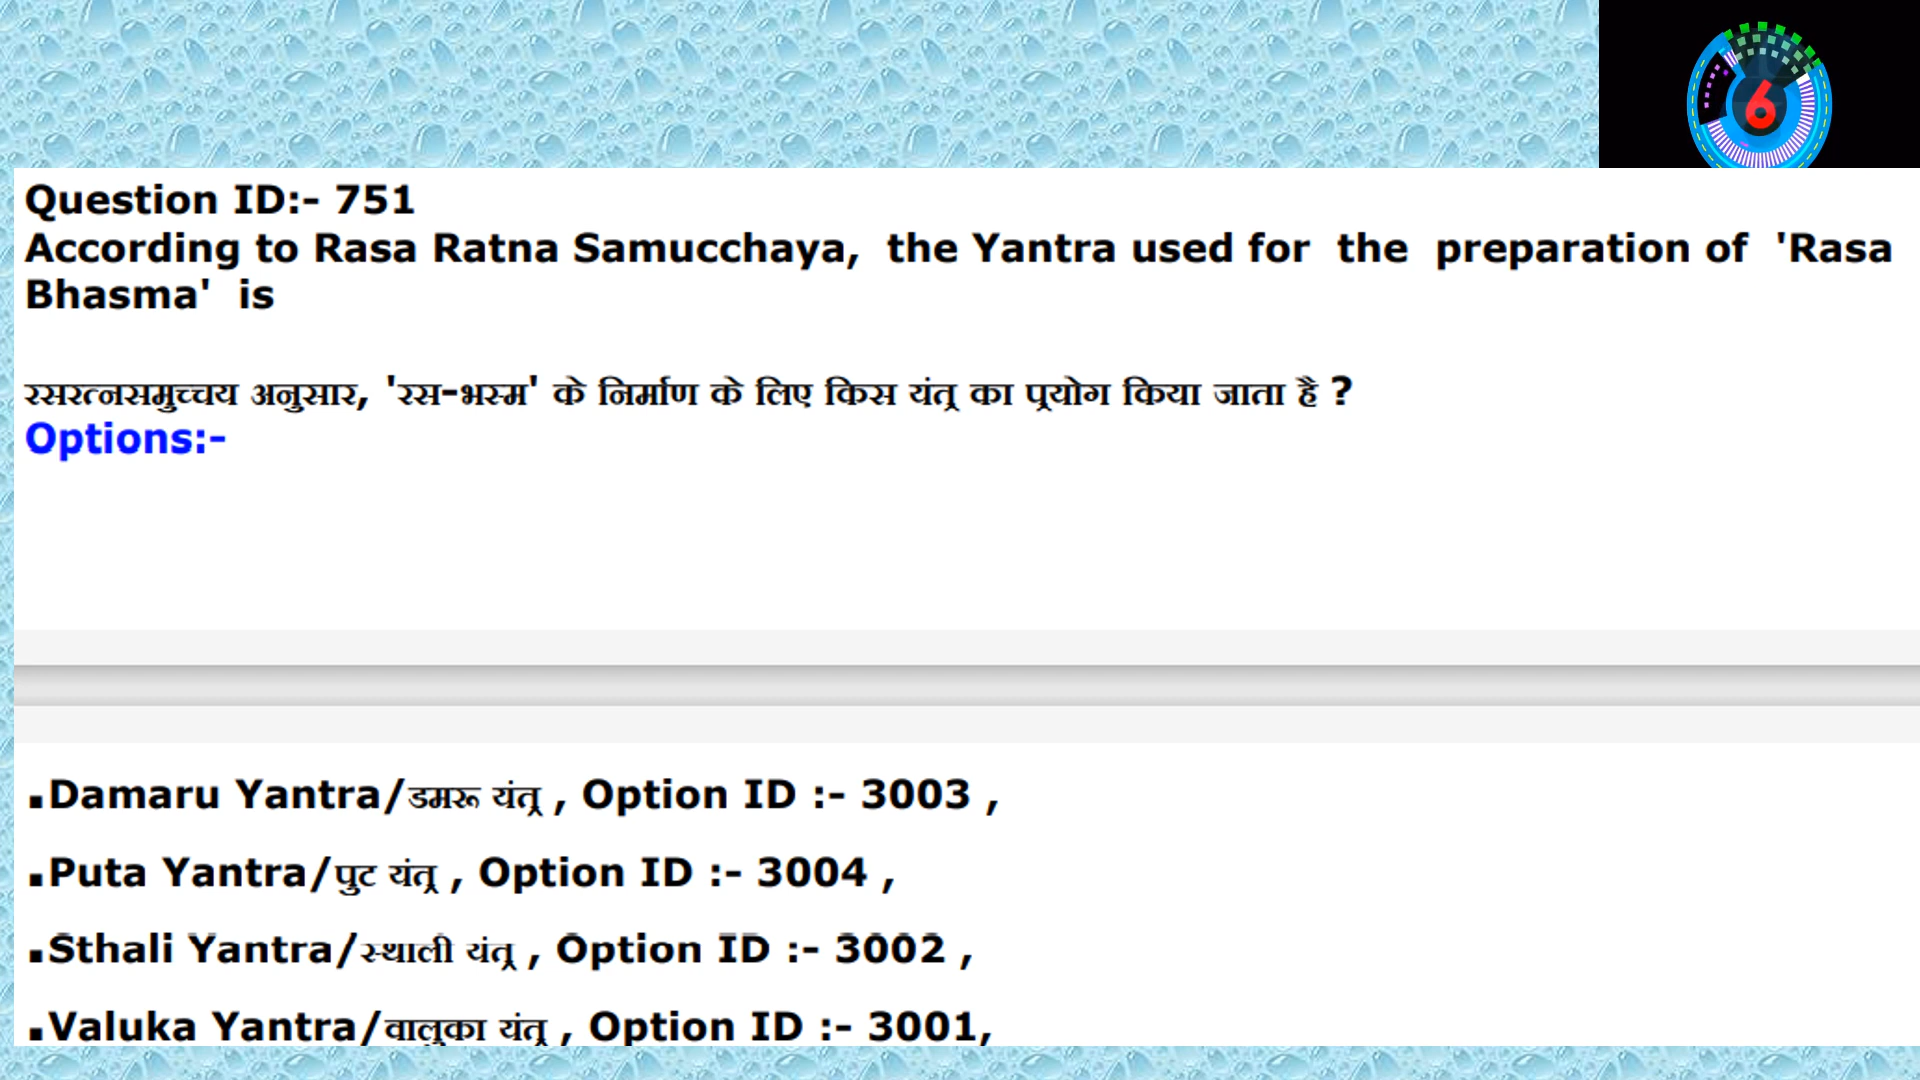 6
Question ID:- 751
According to Rasa Ratna Samucchaya, the Yantra used for the preparation of 'Rasa
Bhasma' is
रसरत्नसमुच्चय अनुसार, 'रस-भस्म' के निर्माण के लिए किस यंत्र का प्रयोग किया जाता है ?
Options:-
▪Damaru Yantra/डमरू यंत्र , Option ID :- 3003 ,
▪Puta Yantra/पुट यंत्र , Option ID :- 3004 ,
▪Sthali Yantra/स्थाली यंत्र , Option ID :- 3002 ,
▪Valuka Yantra/वालुका यंत्र , Option ID :- 3001,